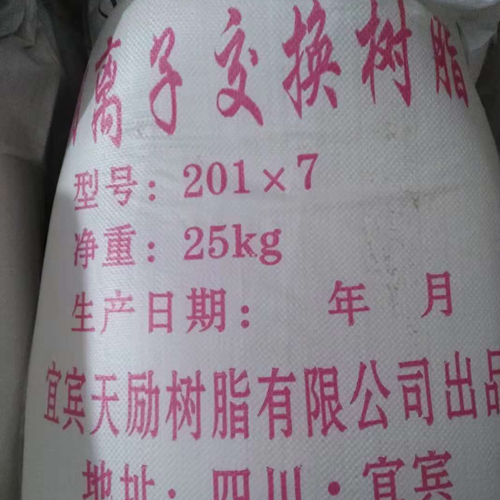 离子交换树脂
型号：201×7
净重：25kg
生产日期： 年 月
宜宾天励树脂有限公司出品
地址：四川·宜宾